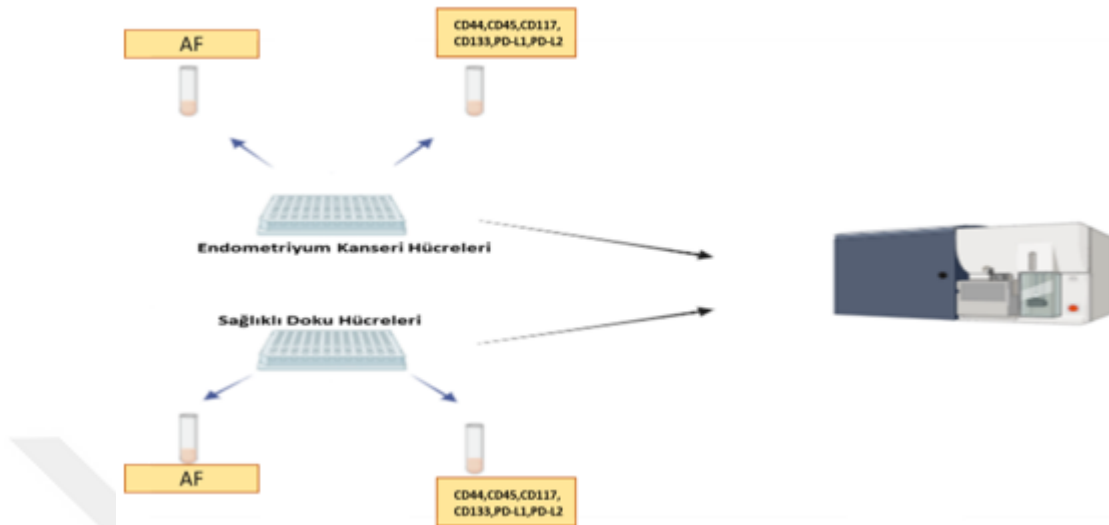 AF
CD44,CD45,CD117,
CD133,PD-L1,PD-L2
Endometriyum Kanseri Hücreleri
Sağlıklı Doku Hücreleri
AF
CD44,CD45,CD117,
CD133,PD-L1,PD-L2